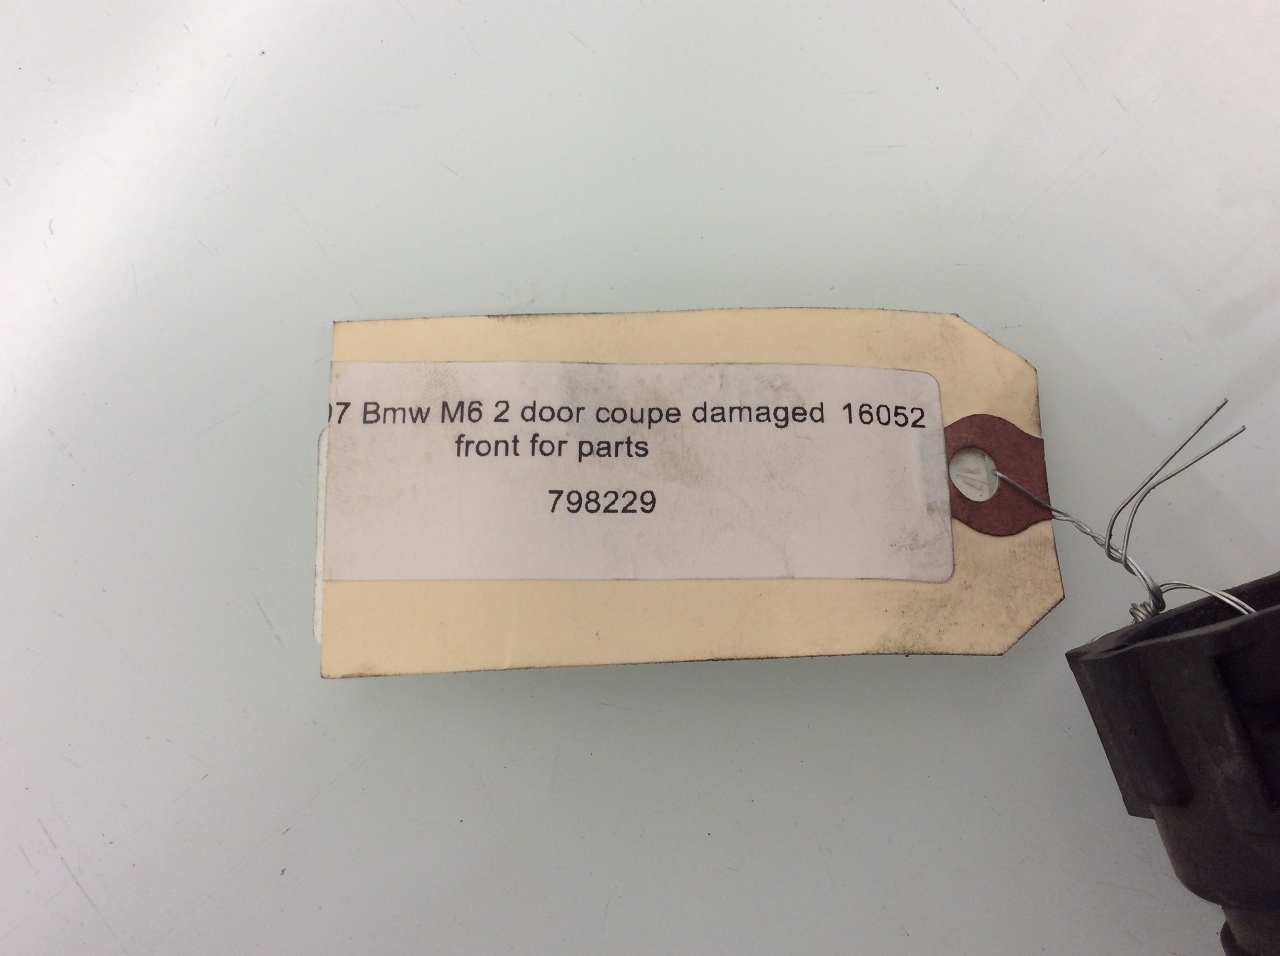 7 Bmw M6 2 door coupe damaged 16052
front for parts
798229